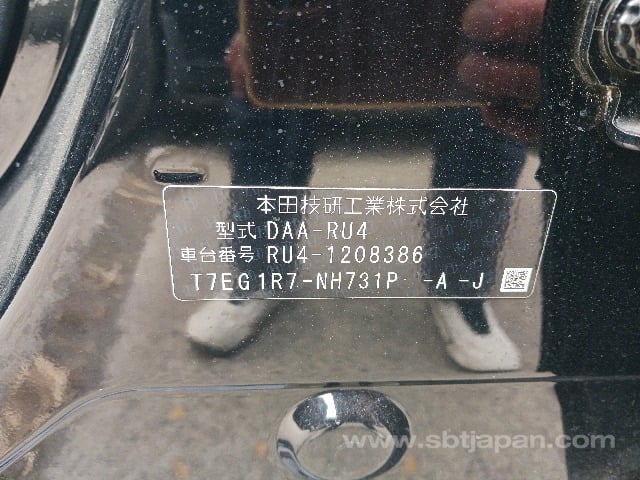 本田技研工業株式会社
型式 DAA-RU4
車台番号 RU4-1208386
T7EG1R7-NH731P -A -J
www.sbtjapan.com